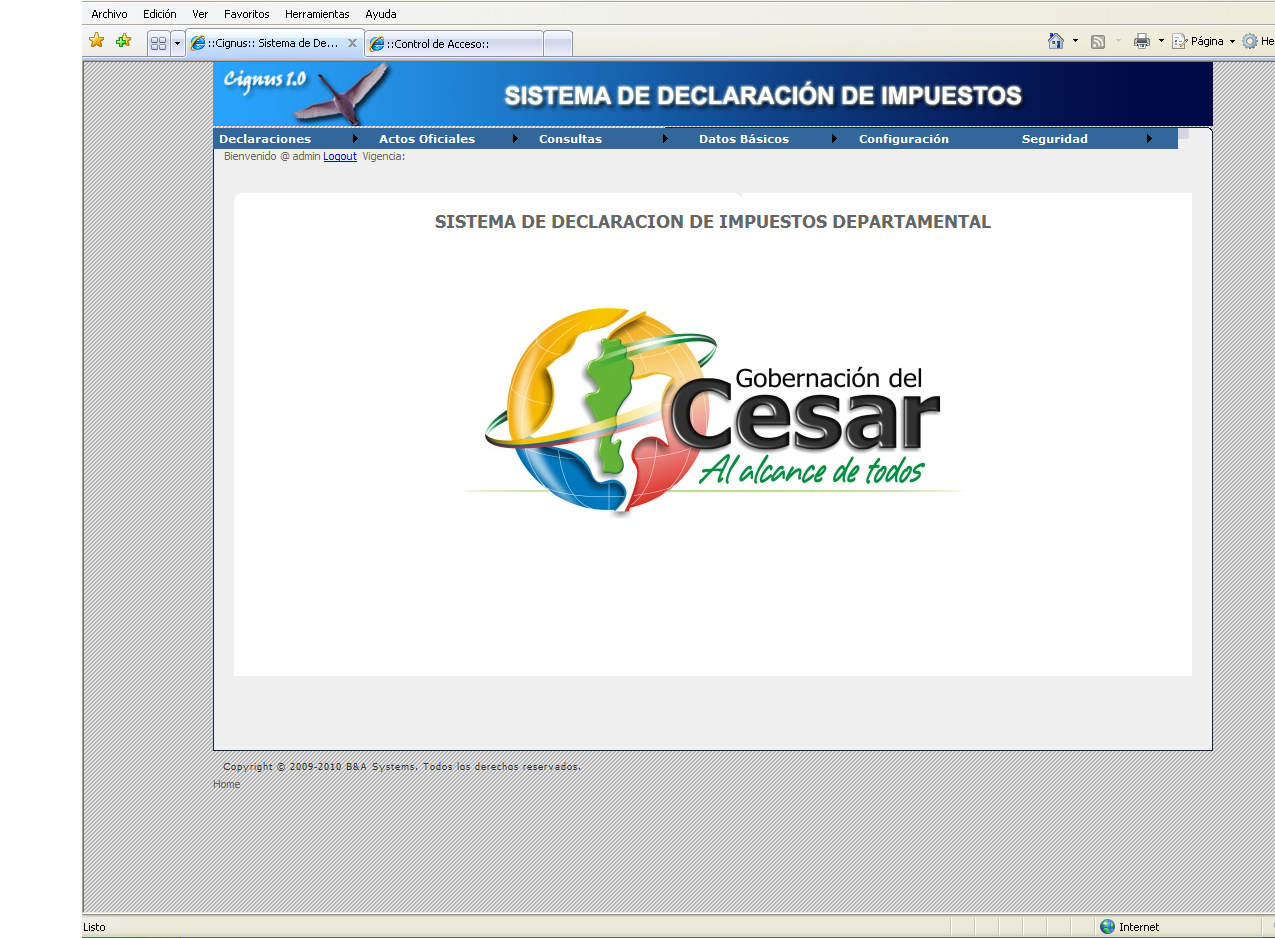 Archivo Edición Ver Favoritos Herramientas Ayuda
::Cignus:: Sistema de De... ::Control de Acceso:: Página He
Cignus 1.0
SISTEMA DE DECLARACIÓN DE IMPUESTOS
Declaraciones Actos Oficiales Consultas Datos Básicos Configuración Seguridad
Bienvenido @ admin Logout Vigencia:
SISTEMA DE DECLARACION DE IMPUESTOS DEPARTAMENTAL
Gobernación del
Cesar
Al alcance de todos
Copyright © 2009-2010 B&A Systems. Todos los derechos reservados.
Home
Listo Internet